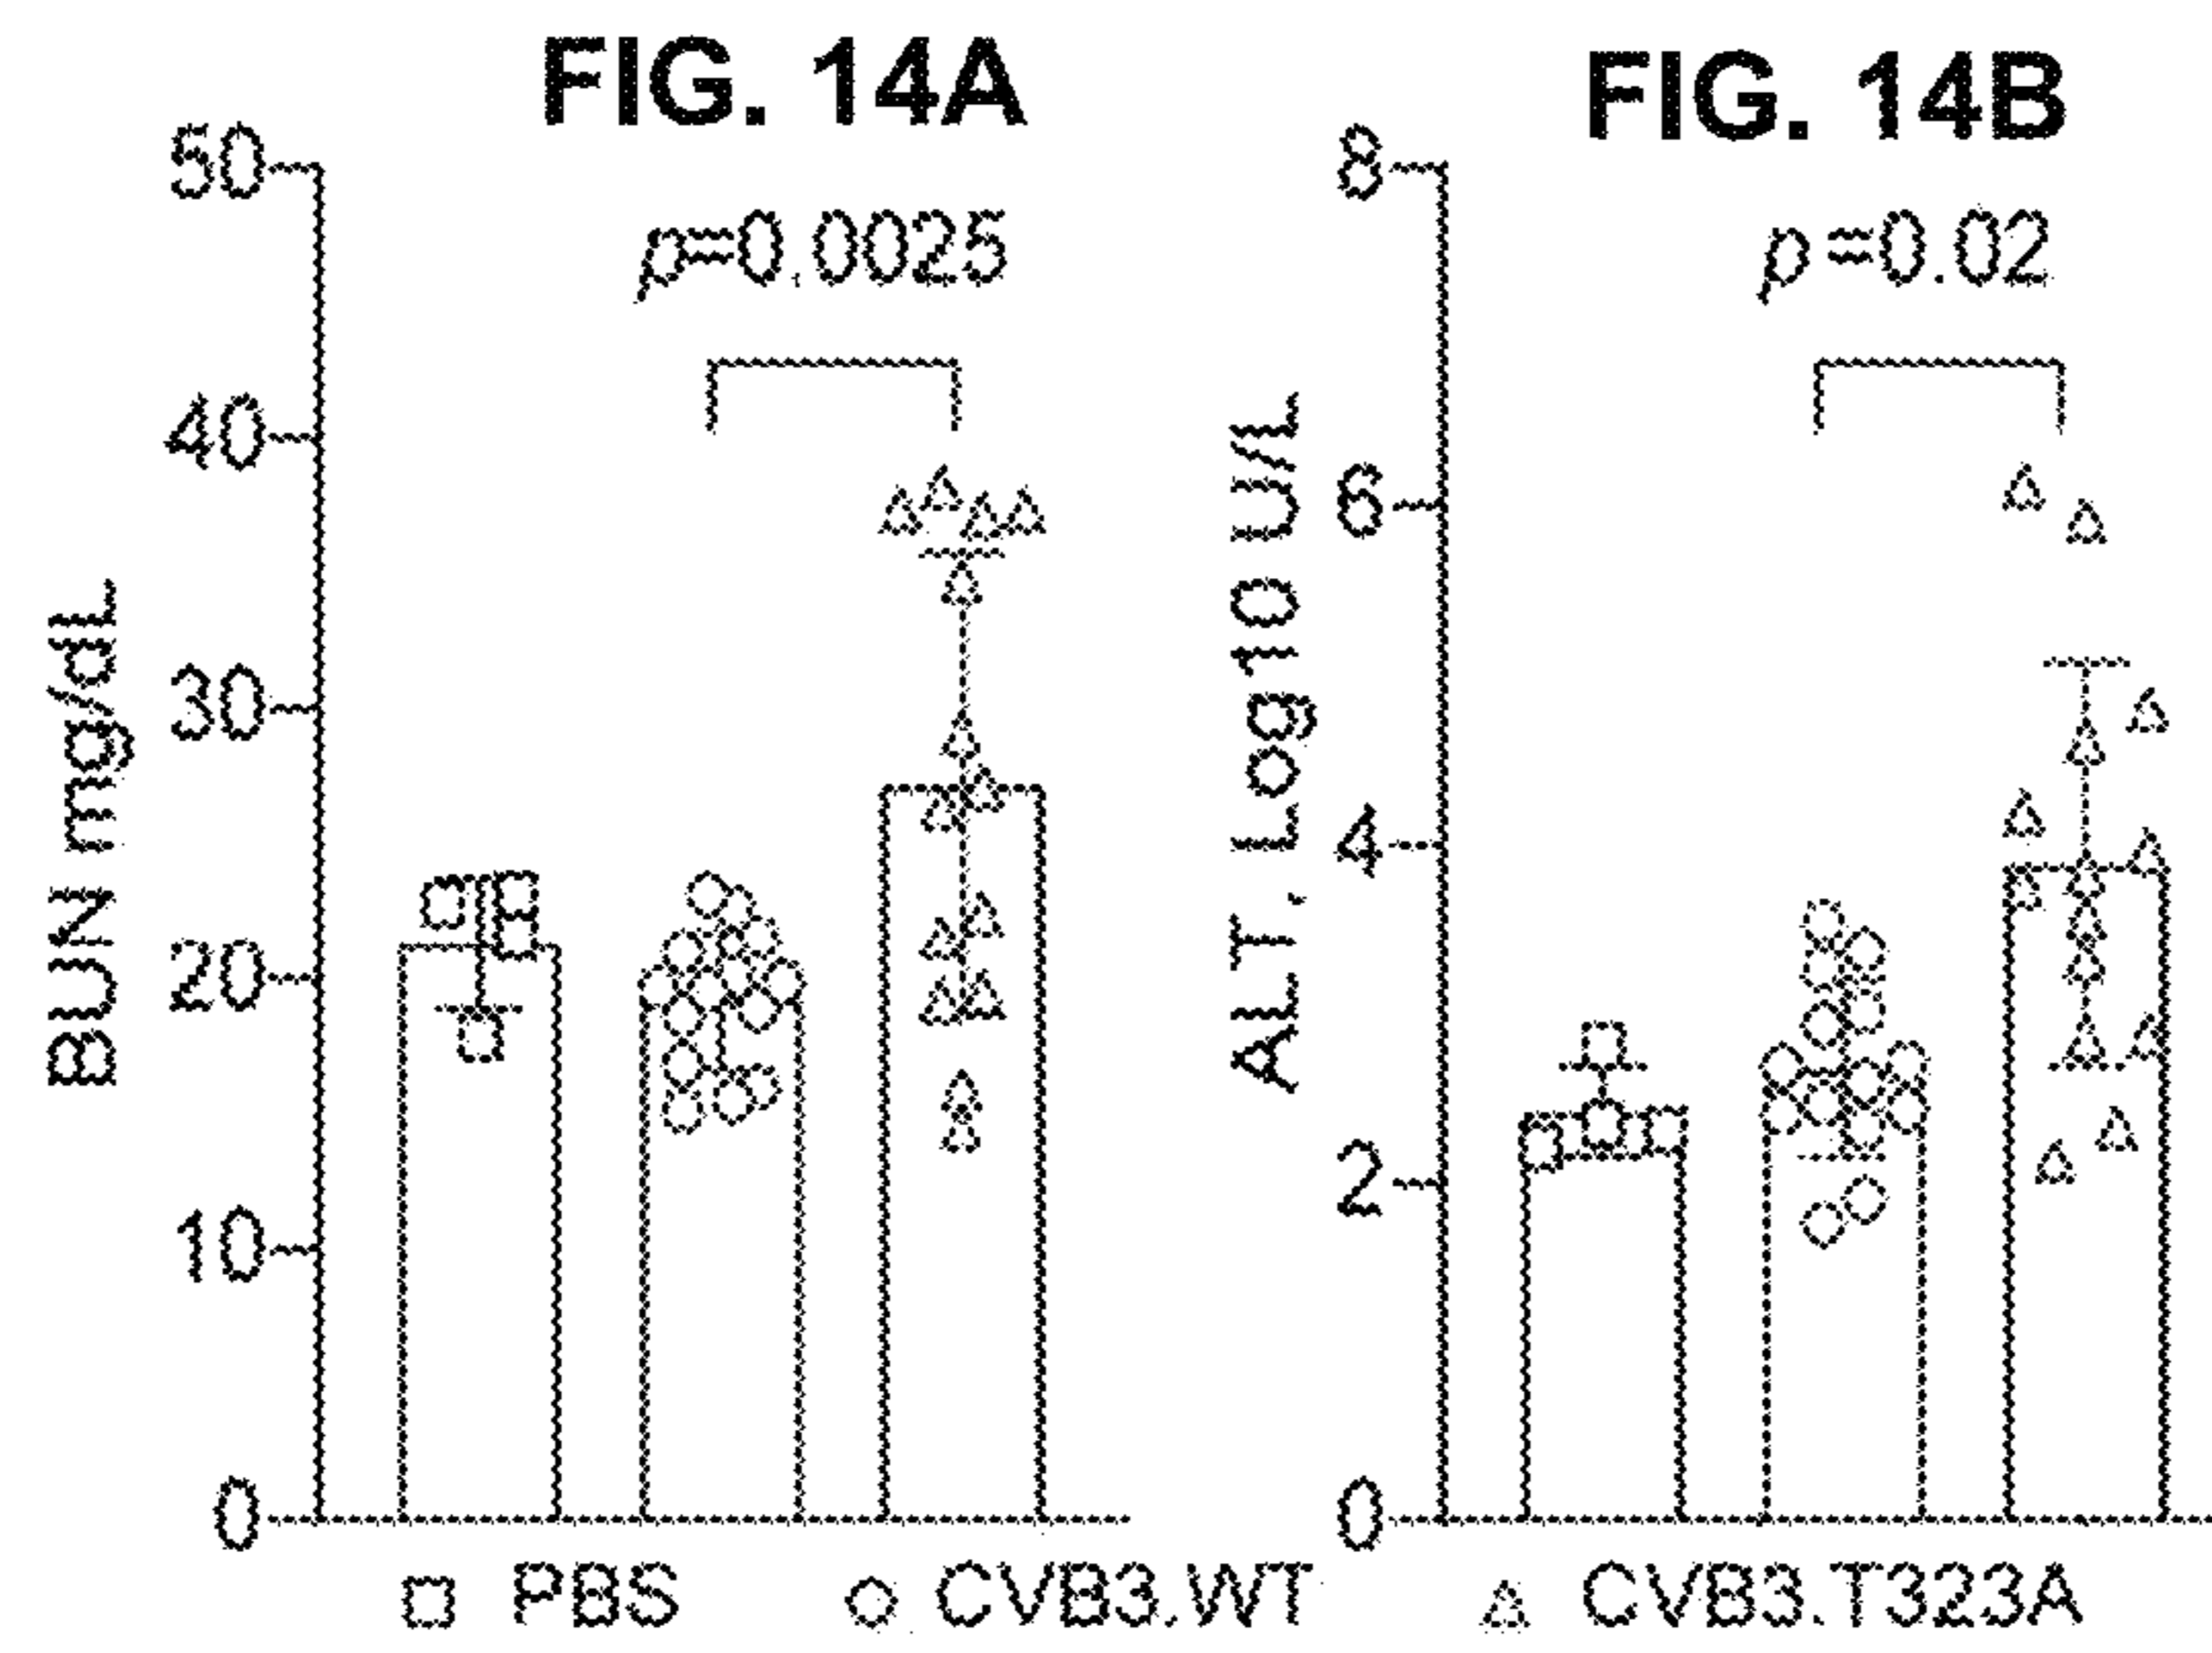 FIG. 14A
50
40
30
20
10
0
BUN mg/dL
p=0.0025
FIG. 14B
8
6
4
2
0
ALT, Log10 U/L
p=0.02
PBS CVB3.WT CVB3.T323A